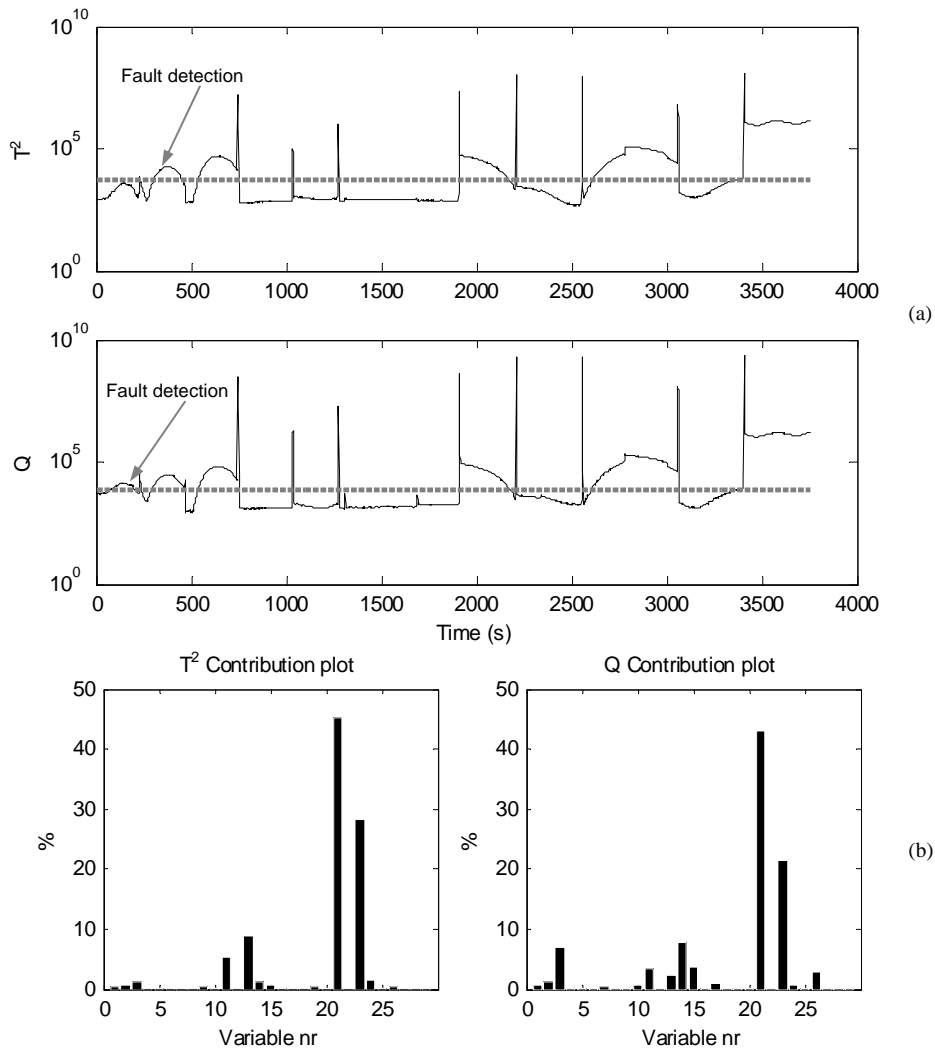 10^10
Fault detection
10^5
T^2
10^0
0 500 1000 1500 2000 2500 3000 3500 4000
(a)
10^10
Fault detection
10^5
Q
10^0
0 500 1000 1500 2000 2500 3000 3500 4000
Time (s)
T^2 Contribution plot
50
40
30
%
20
10
0
0 5 10 15 20 25
Variable nr
Q Contribution plot
50
40
30
%
20
10
0
0 5 10 15 20 25
Variable nr
(b)